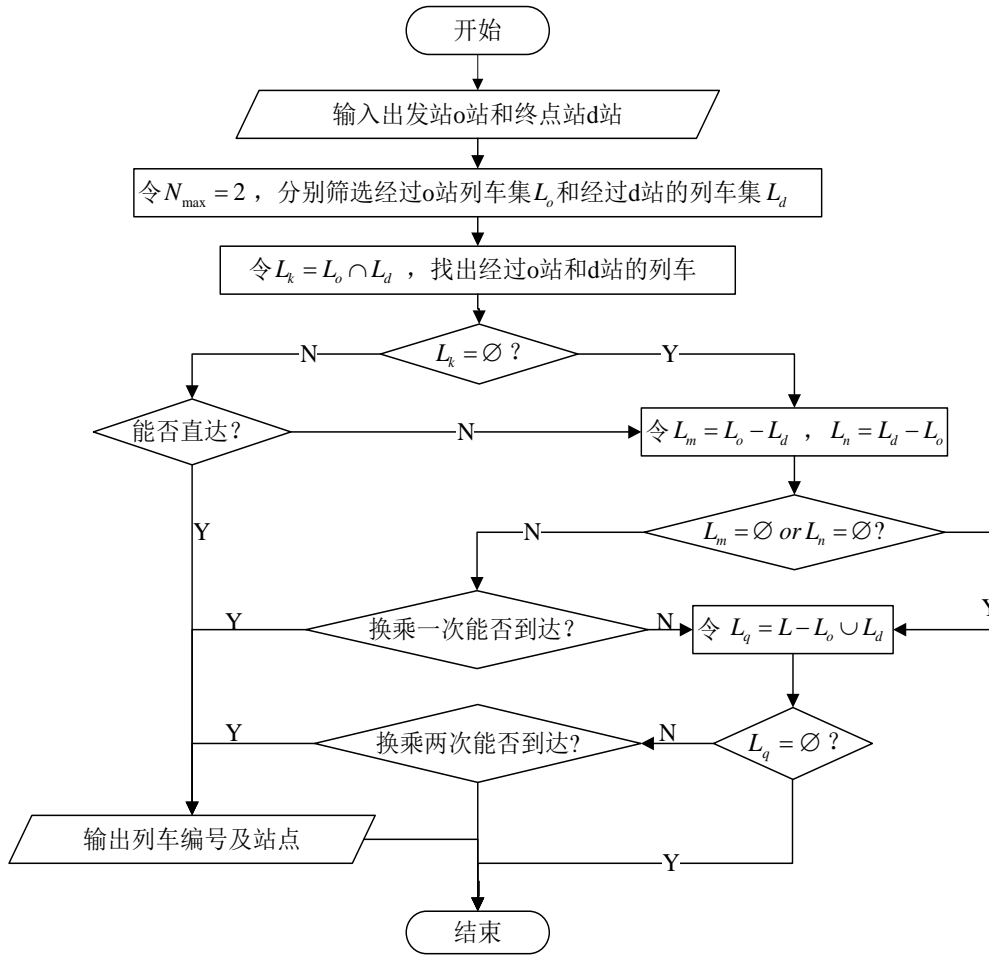 开始
输入出发站o站和终点站d站
令N_max = 2 ，分别筛选经过o站列车集L_o和经过d站的列车集L_d
令L_k = L_o ∩ L_d ，找出经过o站和d站的列车
N
L_k = ∅ ?
Y
能否直达?
N
令L_m = L_o − L_d ，L_n = L_d − L_o
Y
N
L_m = ∅ or L_n = ∅?
Y
换乘一次能否到达?
N
令 L_q = L − L_o ∪ L_d
Y
Y
换乘两次能否到达?
N
L_q = ∅ ?
输出列车编号及站点
Y
结束